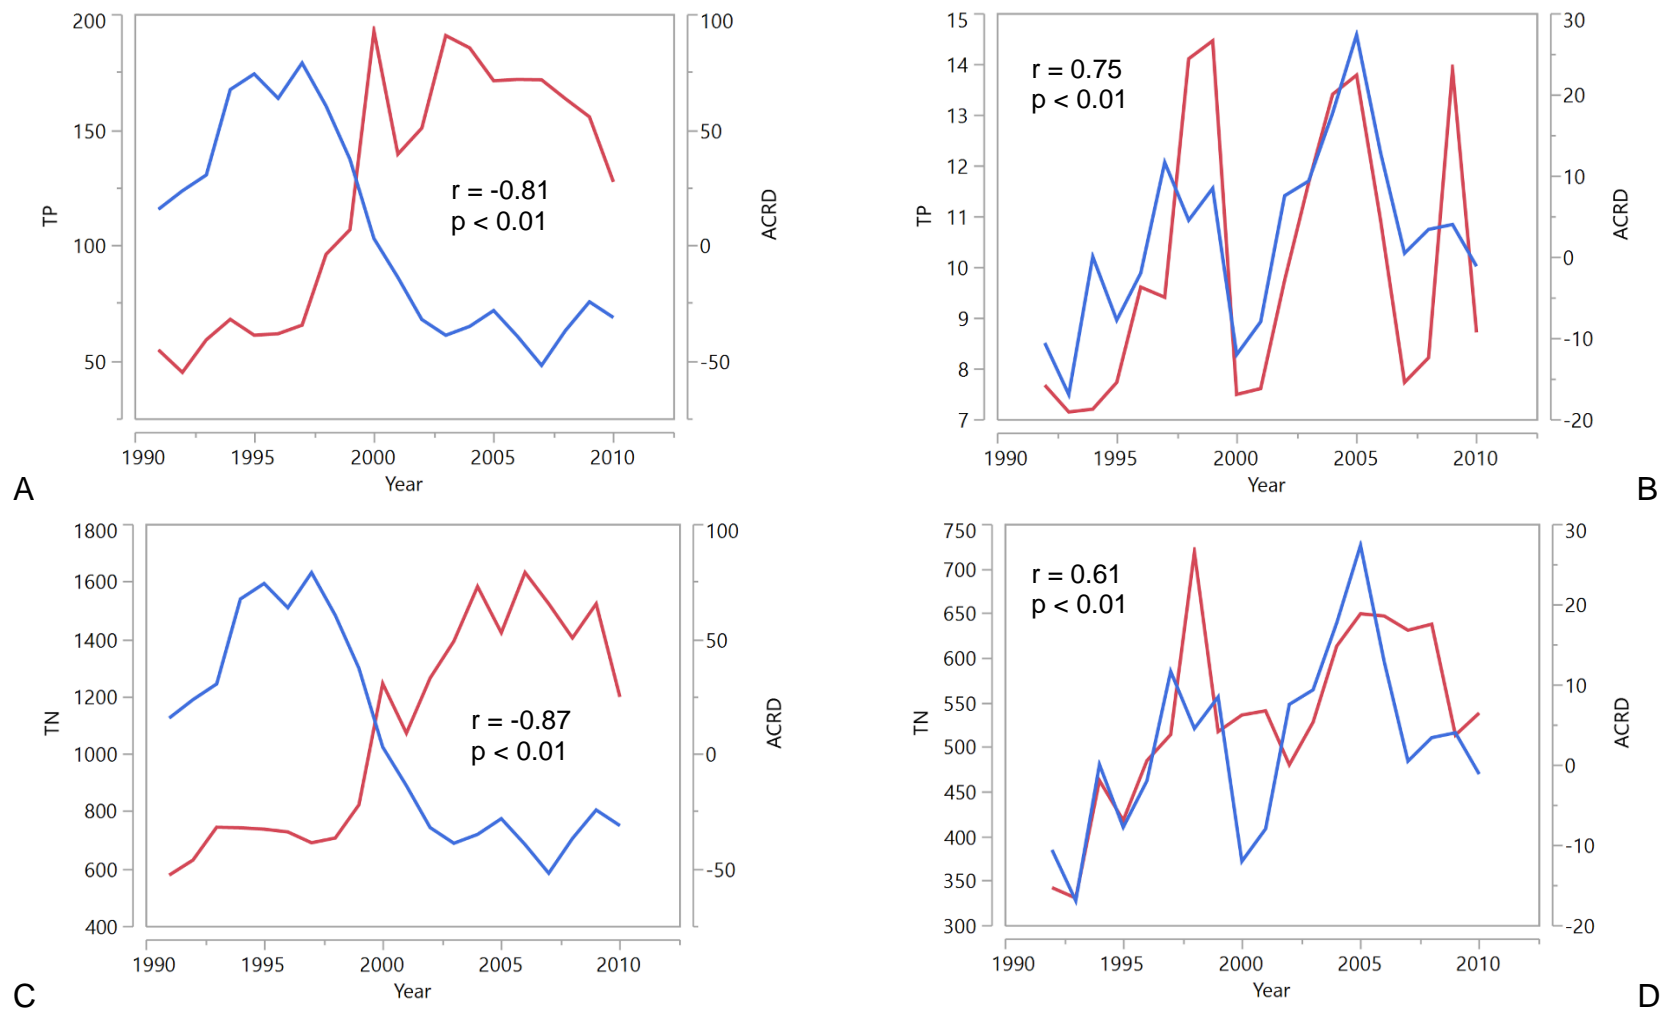 200
150
100
50
TP
100
50
0
-50
ACRD
r = -0.81
p < 0.01
1990
1995
2000
2005
2010
Year
A
15
14
13
12
11
10
9
8
7
TP
30
20
10
0
-10
-20
ACRD
r = 0.75
p < 0.01
1990
1995
2000
2005
2010
Year
B
1800
1600
1400
1200
1000
800
600
400
TN
100
50
0
-50
ACRD
r = -0.87
p < 0.01
1990
1995
2000
2005
2010
Year
C
750
700
650
600
550
500
450
400
350
300
TN
30
20
10
0
-10
-20
ACRD
r = 0.61
p < 0.01
1990
1995
2000
2005
2010
Year
D